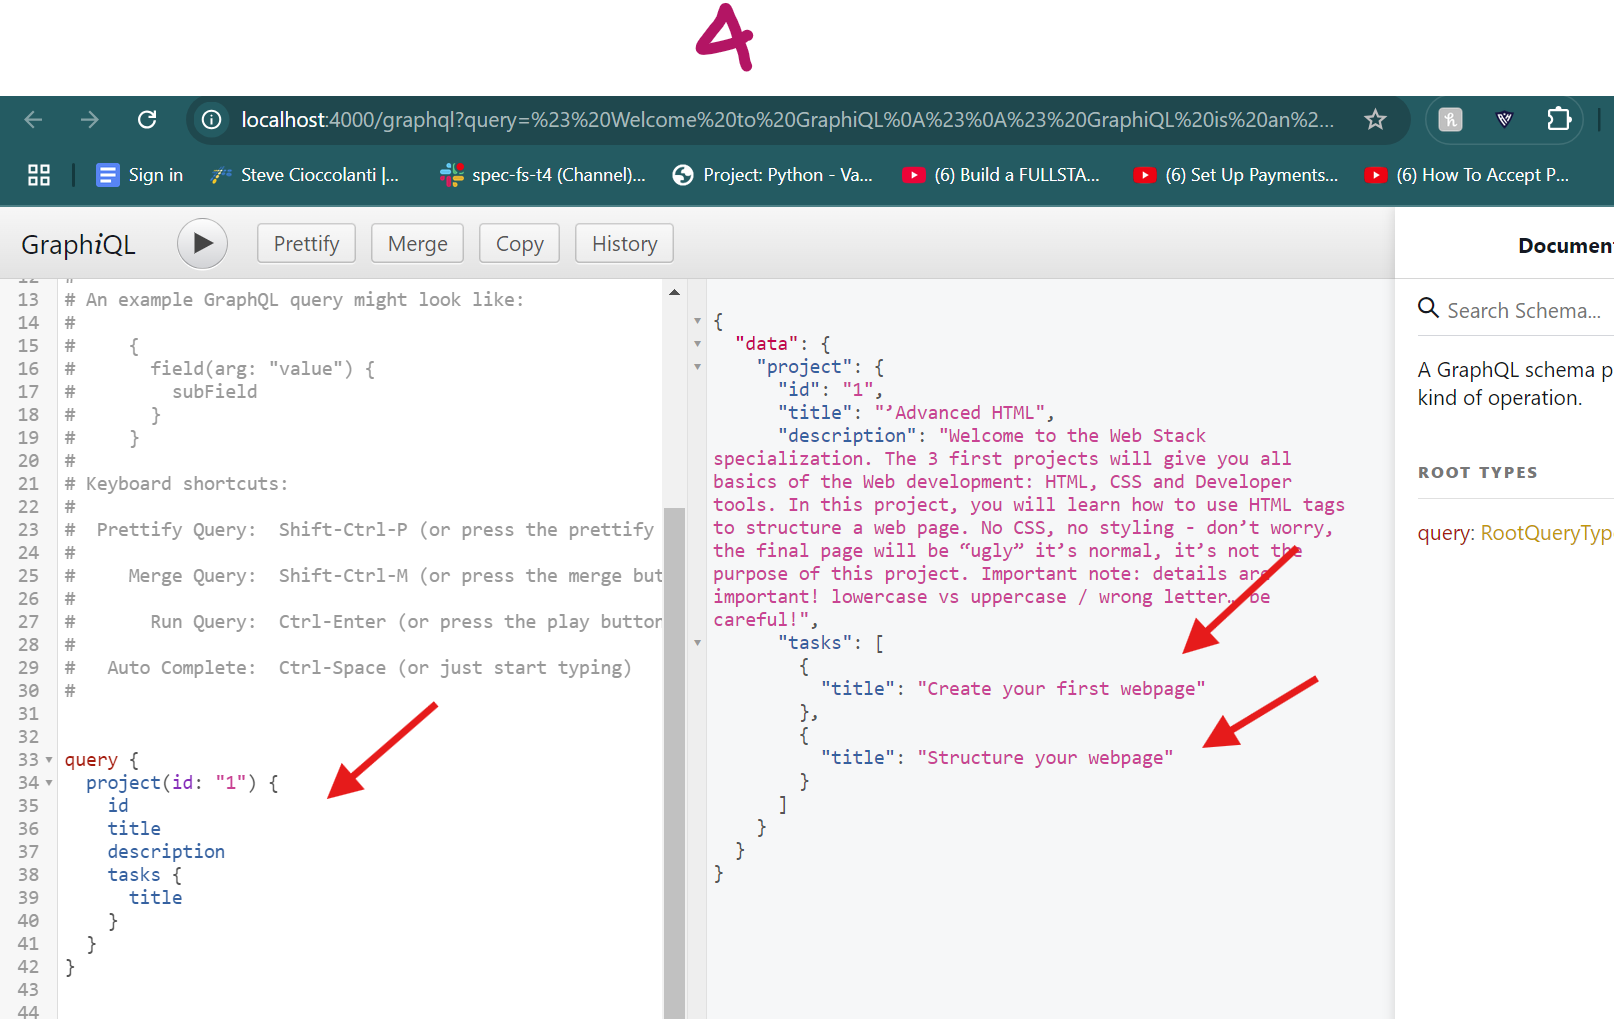 4
localhost:4000/graphql?query=%23%20Welcome%20to%20GraphiQL%0A%23%0A%23%20GraphiQL%20is%20an%2...
Sign in
Steve Cioccolanti |...
spec-fs-t4 (Channel)...
Project: Python - Va...
(6) Build a FULLSTA...
(6) Set Up Payments...
(6) How To Accept P...
GraphiQL
Prettify
Merge
Copy
History
12 #
13 # An example GraphQL query might look like:
14 #
15 #     {
16 #       field(arg: "value") {
17 #         subField
18 #       }
19 #     }
20 #
21 # Keyboard shortcuts:
22 #
23 #  Prettify Query:  Shift-Ctrl-P (or press the prettify
24 #
25 #     Merge Query:  Shift-Ctrl-M (or press the merge but
26 #
27 #       Run Query:  Ctrl-Enter (or press the play button
28 #
29 #   Auto Complete:  Ctrl-Space (or just start typing)
30 #
31
32
33 query {
34   project(id: "1") {
35     id
36     title
37     description
38     tasks {
39       title
40     }
41   }
42 }
43
44
{
  "data": {
    "project": {
      "id": "1",
      "title": "’Advanced HTML",
      "description": "Welcome to the Web Stack
specialization. The 3 first projects will give you all
basics of the Web development: HTML, CSS and Developer
tools. In this project, you will learn how to use HTML tags
to structure a web page. No CSS, no styling - don’t worry,
the final page will be “ugly” it’s normal, it’s not the
purpose of this project. Important note: details are
important! lowercase vs uppercase / wrong letter… be
careful!",
      "tasks": [
        {
          "title": "Create your first webpage"
        },
        {
          "title": "Structure your webpage"
        }
      ]
    }
  }
}
Documen
Search Schema...
A GraphQL schema p
kind of operation.
ROOT TYPES
query: RootQueryTyp